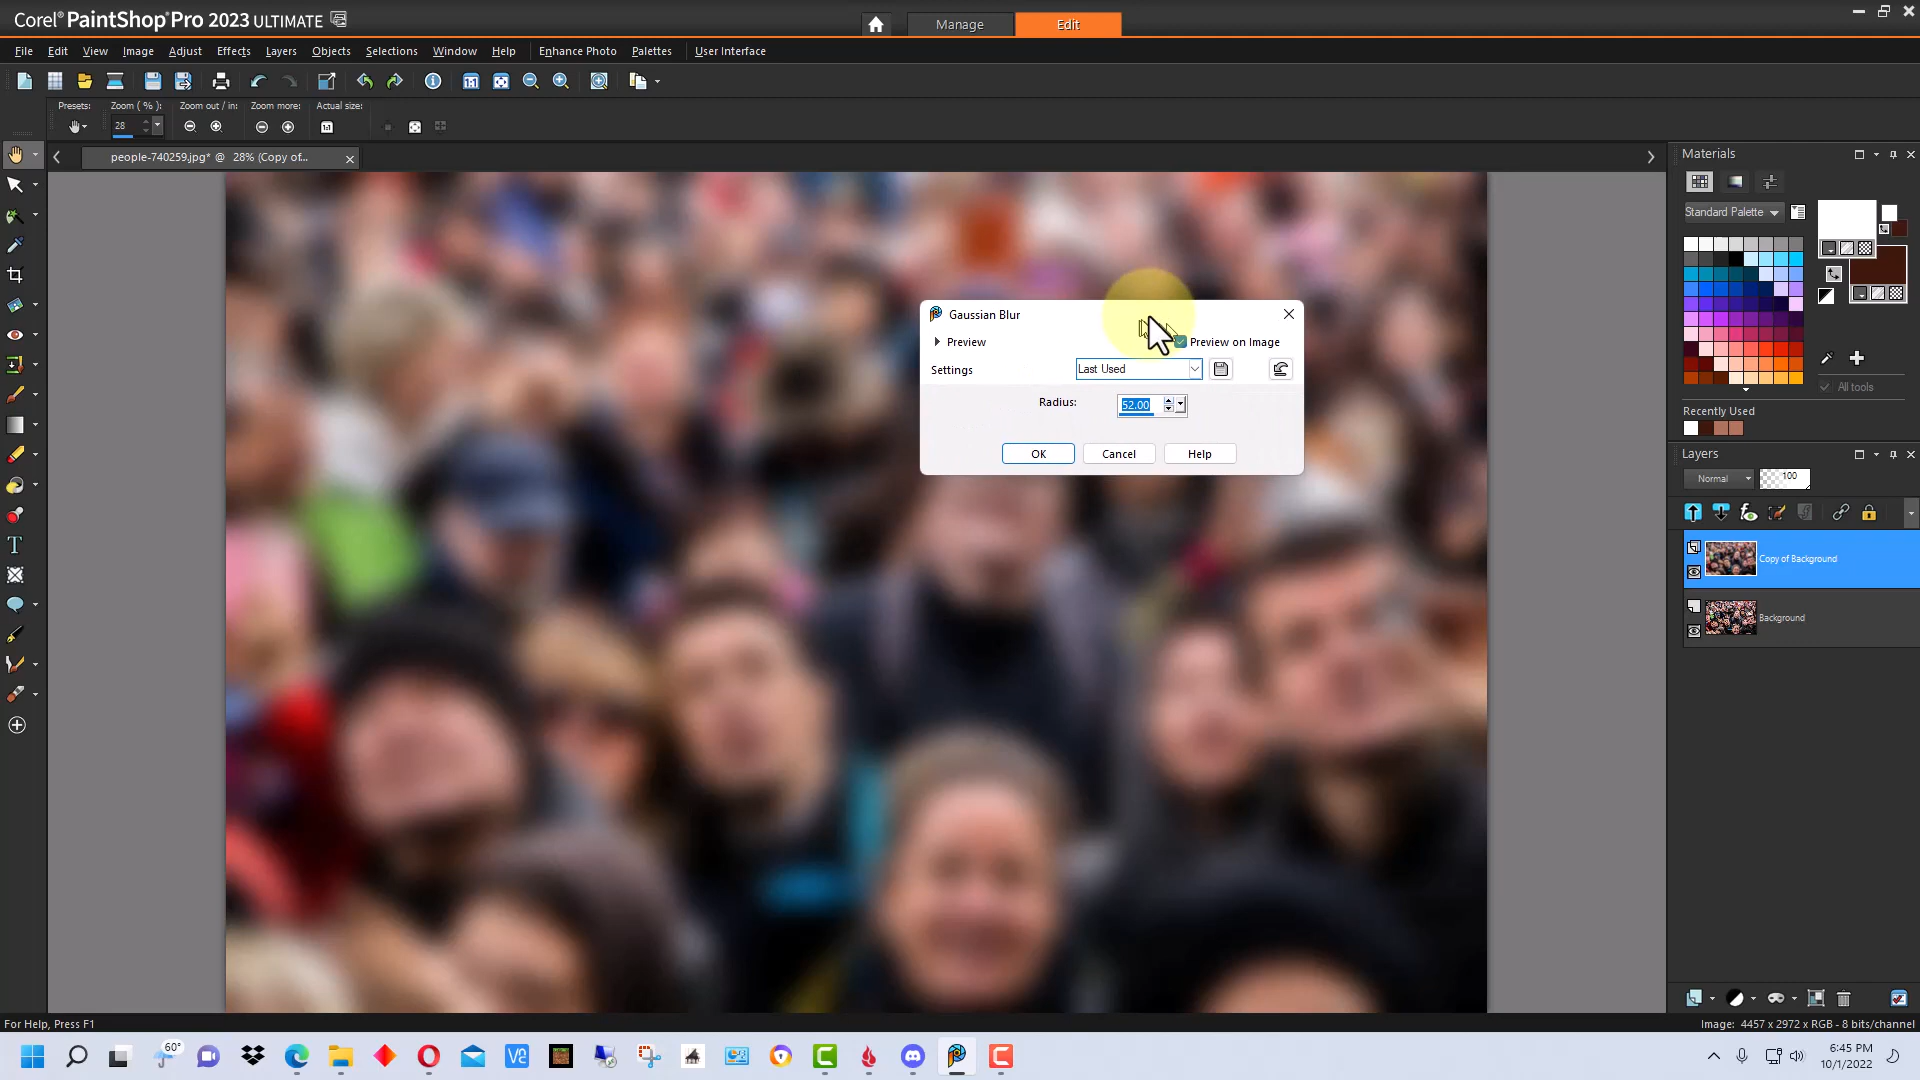 Corel® PaintShop® Pro 2023 ULTIMATE
Manage
Edit
File Edit View Image Adjust Effects Layers Objects Selections Window Help Enhance Photo Palettes User Interface
Presets: Zoom ( % ): Zoom out / in: Zoom more: Actual size:
28
people-740259.jpg* @ 28% (Copy of...
Materials
Standard Palette
All tools
Recently Used
Gaussian Blur
Preview
Preview on Image
Settings
Last Used
Radius:
52.00
OK
Cancel
Help
Layers
Normal
100
Copy of Background
Background
For Help, Press F1
Image: 4457 x 2972 x RGB - 8 bits/channel
60°
6:45 PM
10/1/2022